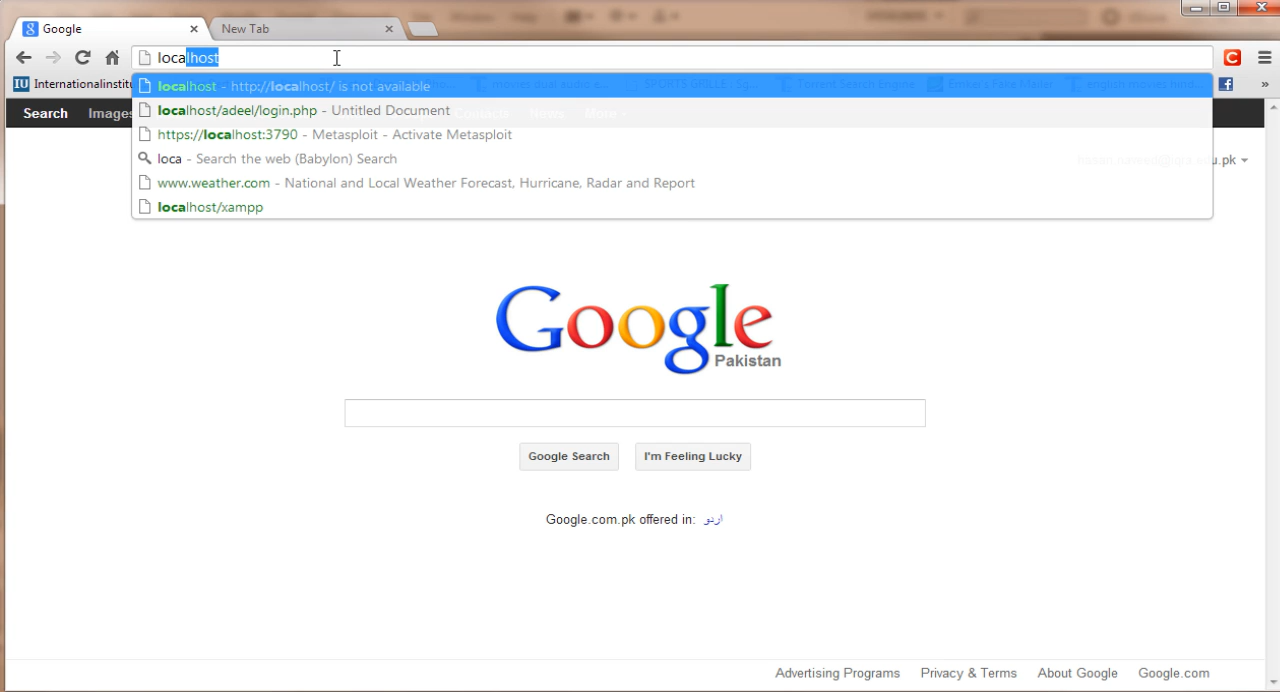 Google
New Tab
localhost
Internationalinstitu
f
»
localhost - http://localhost/ is not available
localhost/adeel/login.php - Untitled Document
https://localhost:3790 - Metasploit - Activate Metasploit
loca - Search the web (Babylon) Search
www.weather.com - National and Local Weather Forecast, Hurricane, Radar and Report
localhost/xampp
Search Images
u.pk
Google
Pakistan
Google Search I'm Feeling Lucky
Google.com.pk offered in: اردو
Advertising Programs Privacy & Terms About Google Google.com